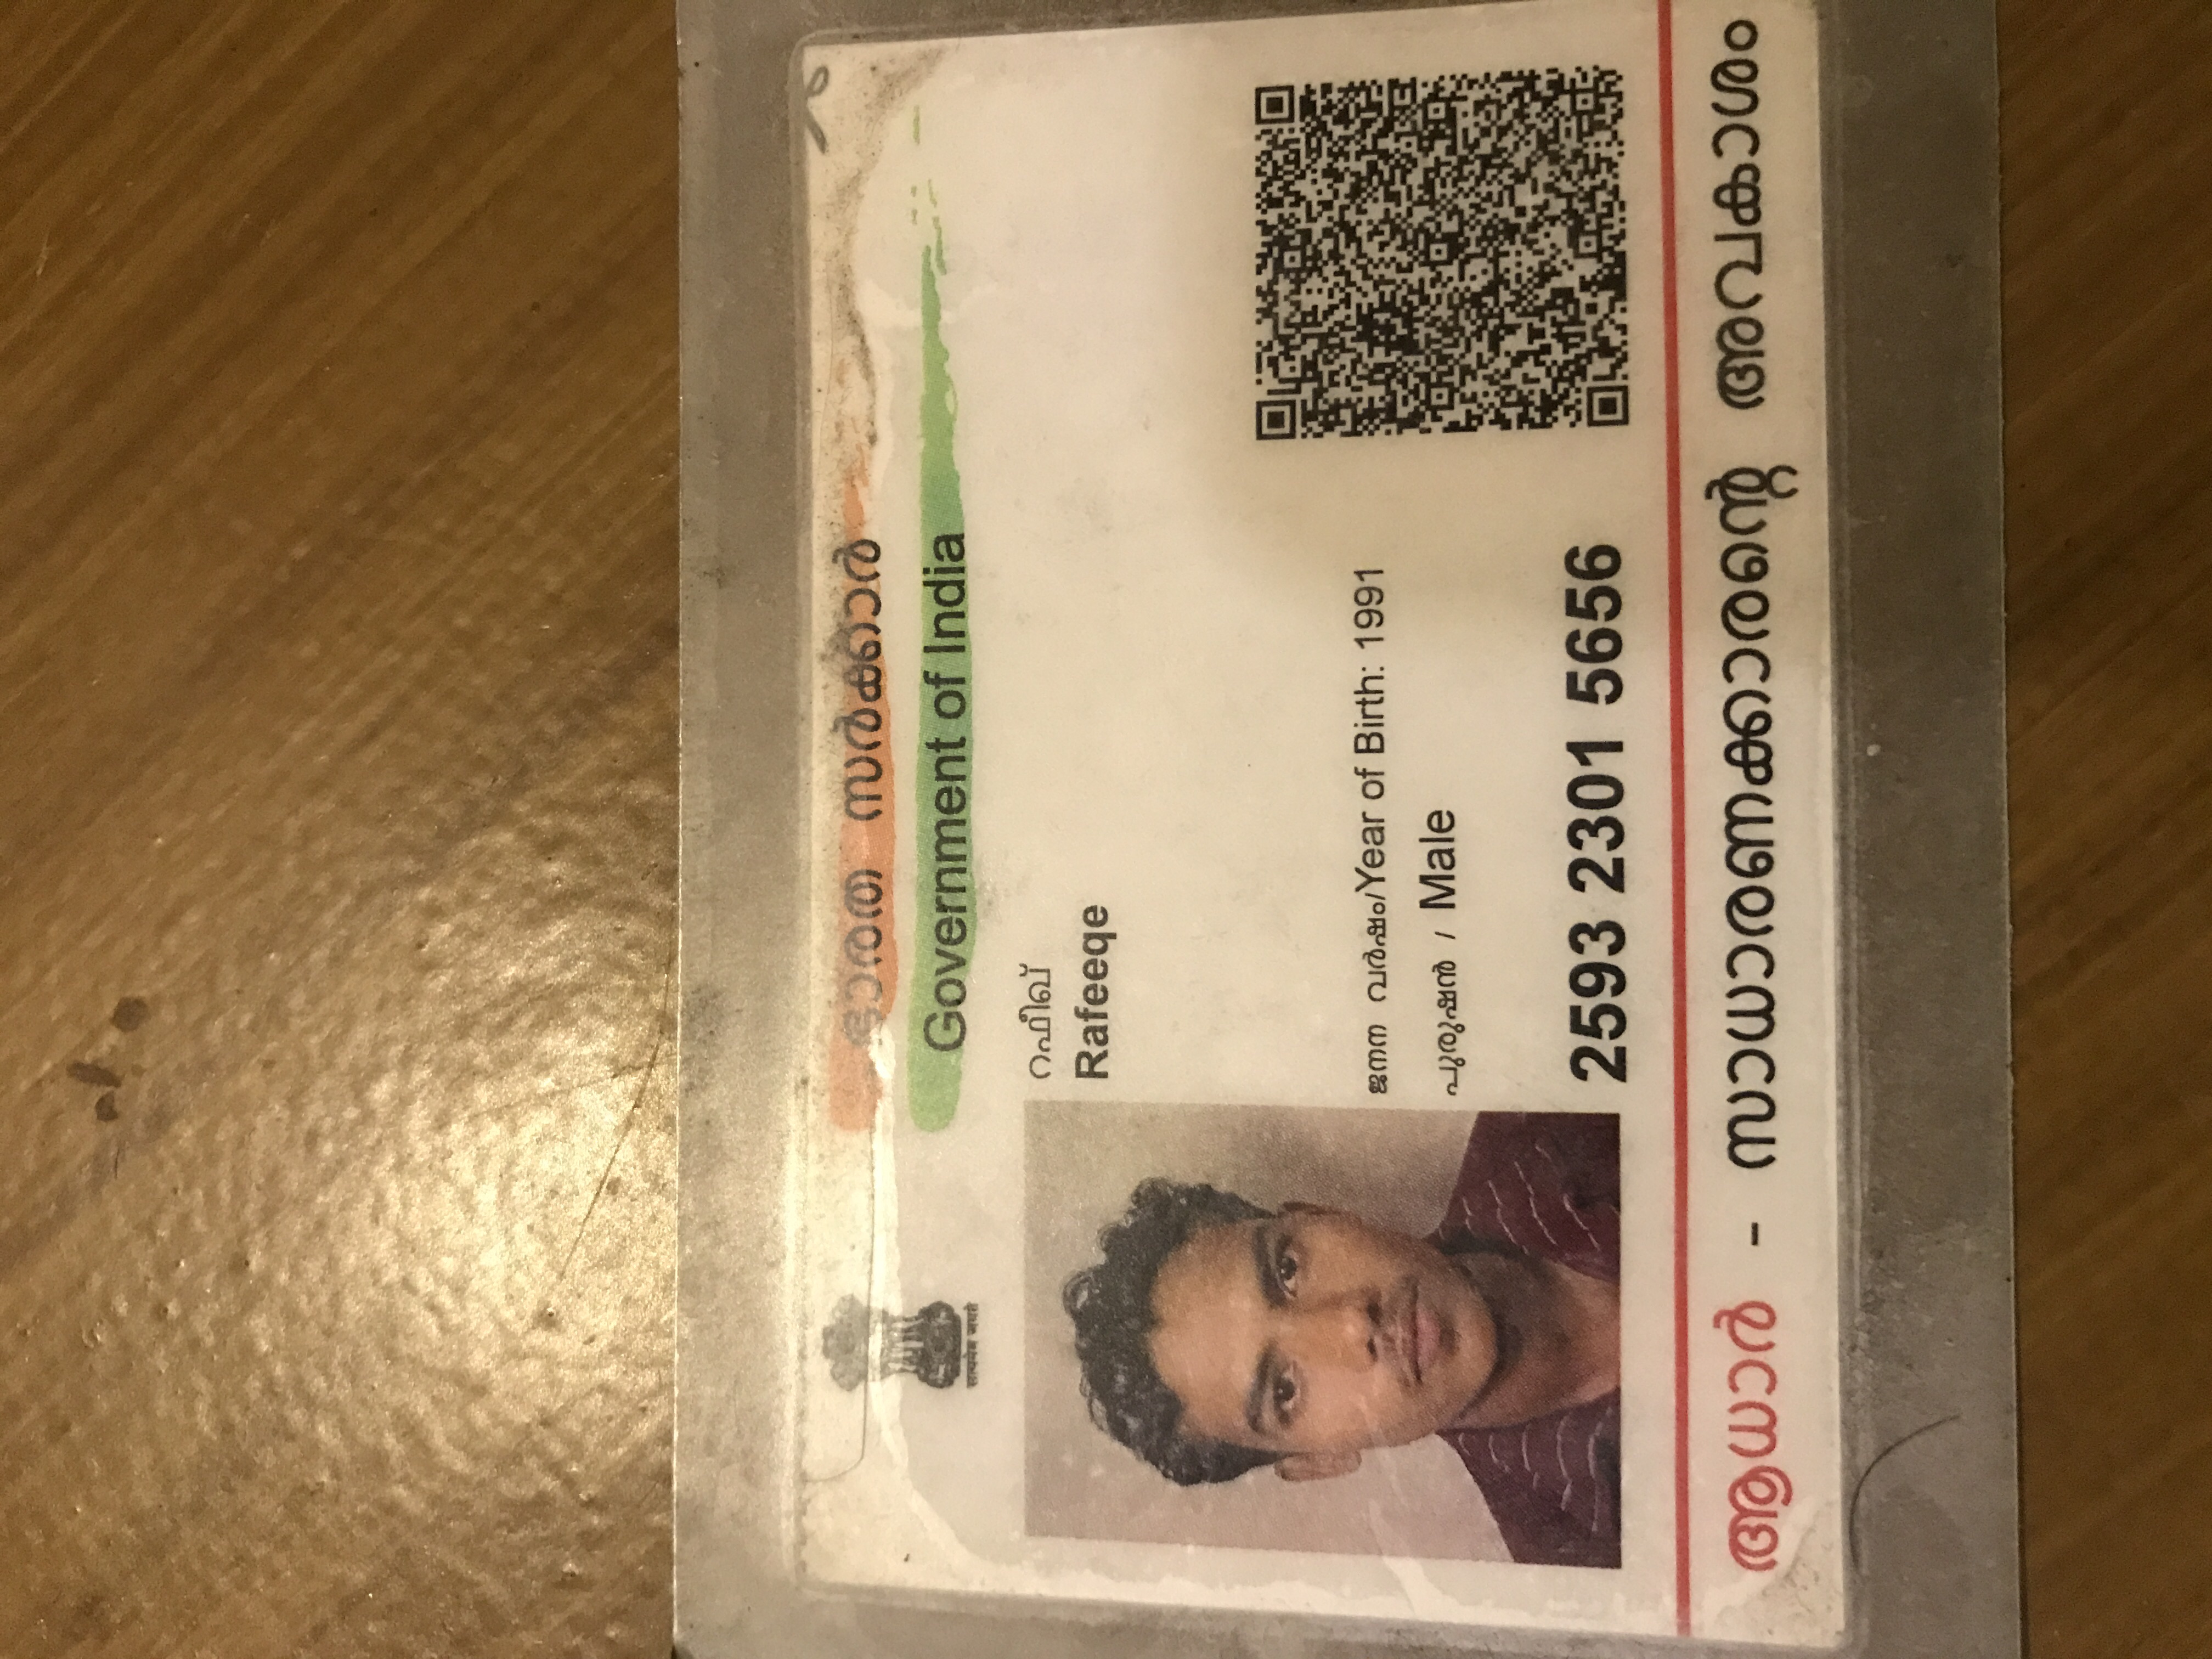 सत्यमेव जयते
ഭാരത സർക്കാർ
Government of India
റഫീഖ്
Rafeeqe
ജനന വർഷം/Year of Birth: 1991
പുരുഷൻ / Male
2593 2301 5656
ആധാർ - സാധാരണക്കാരന്റെ അവകാശം